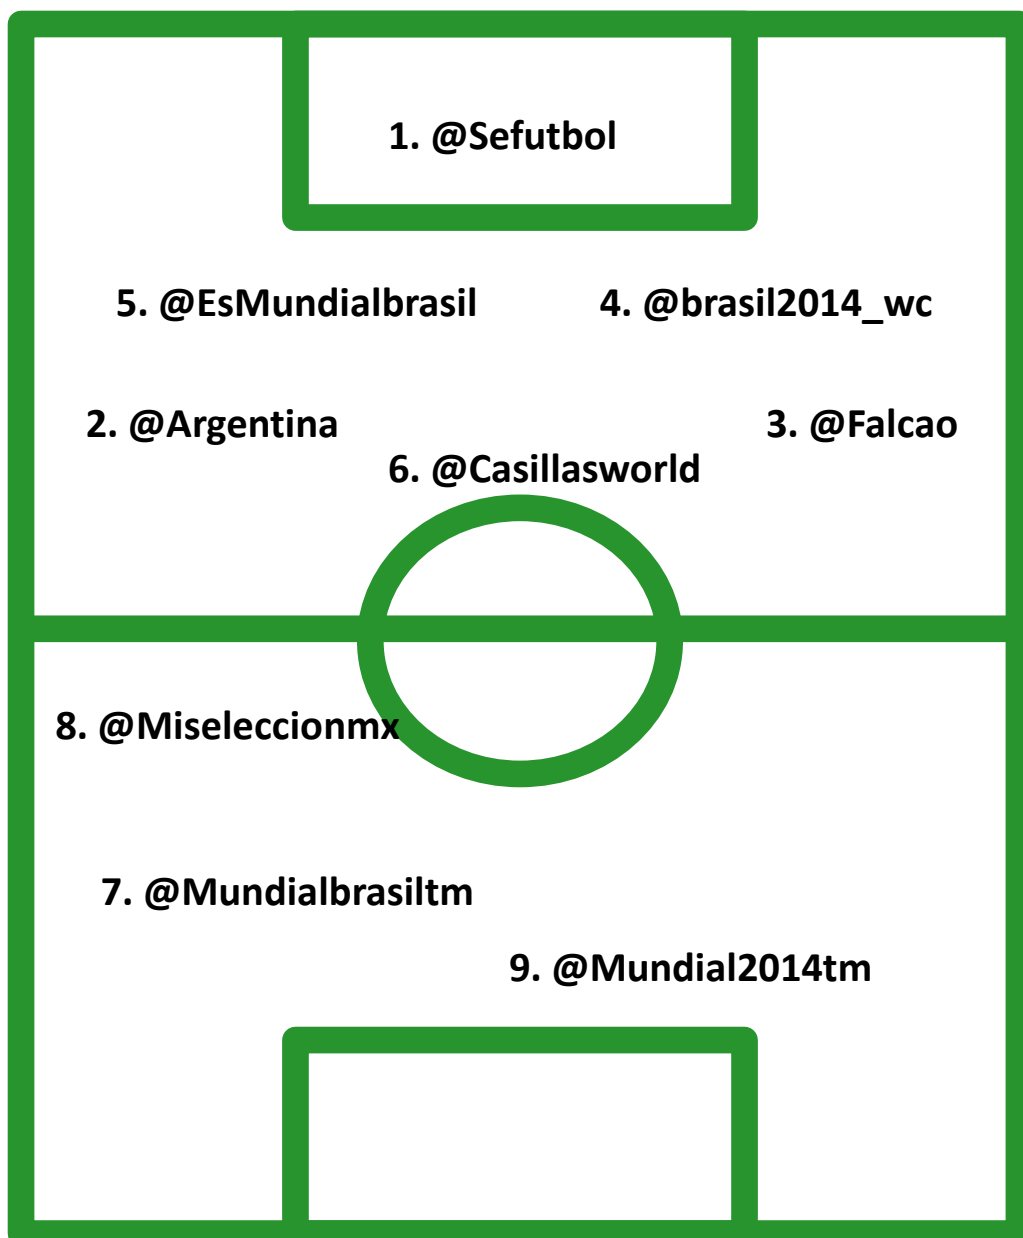 1. @Sefutbol
5. @EsMundialbrasil
4. @brasil2014_wc
2. @Argentina
3. @Falcao
6. @Casillasworld
8. @Miseleccionmx
7. @Mundialbrasiltm
9. @Mundial2014tm